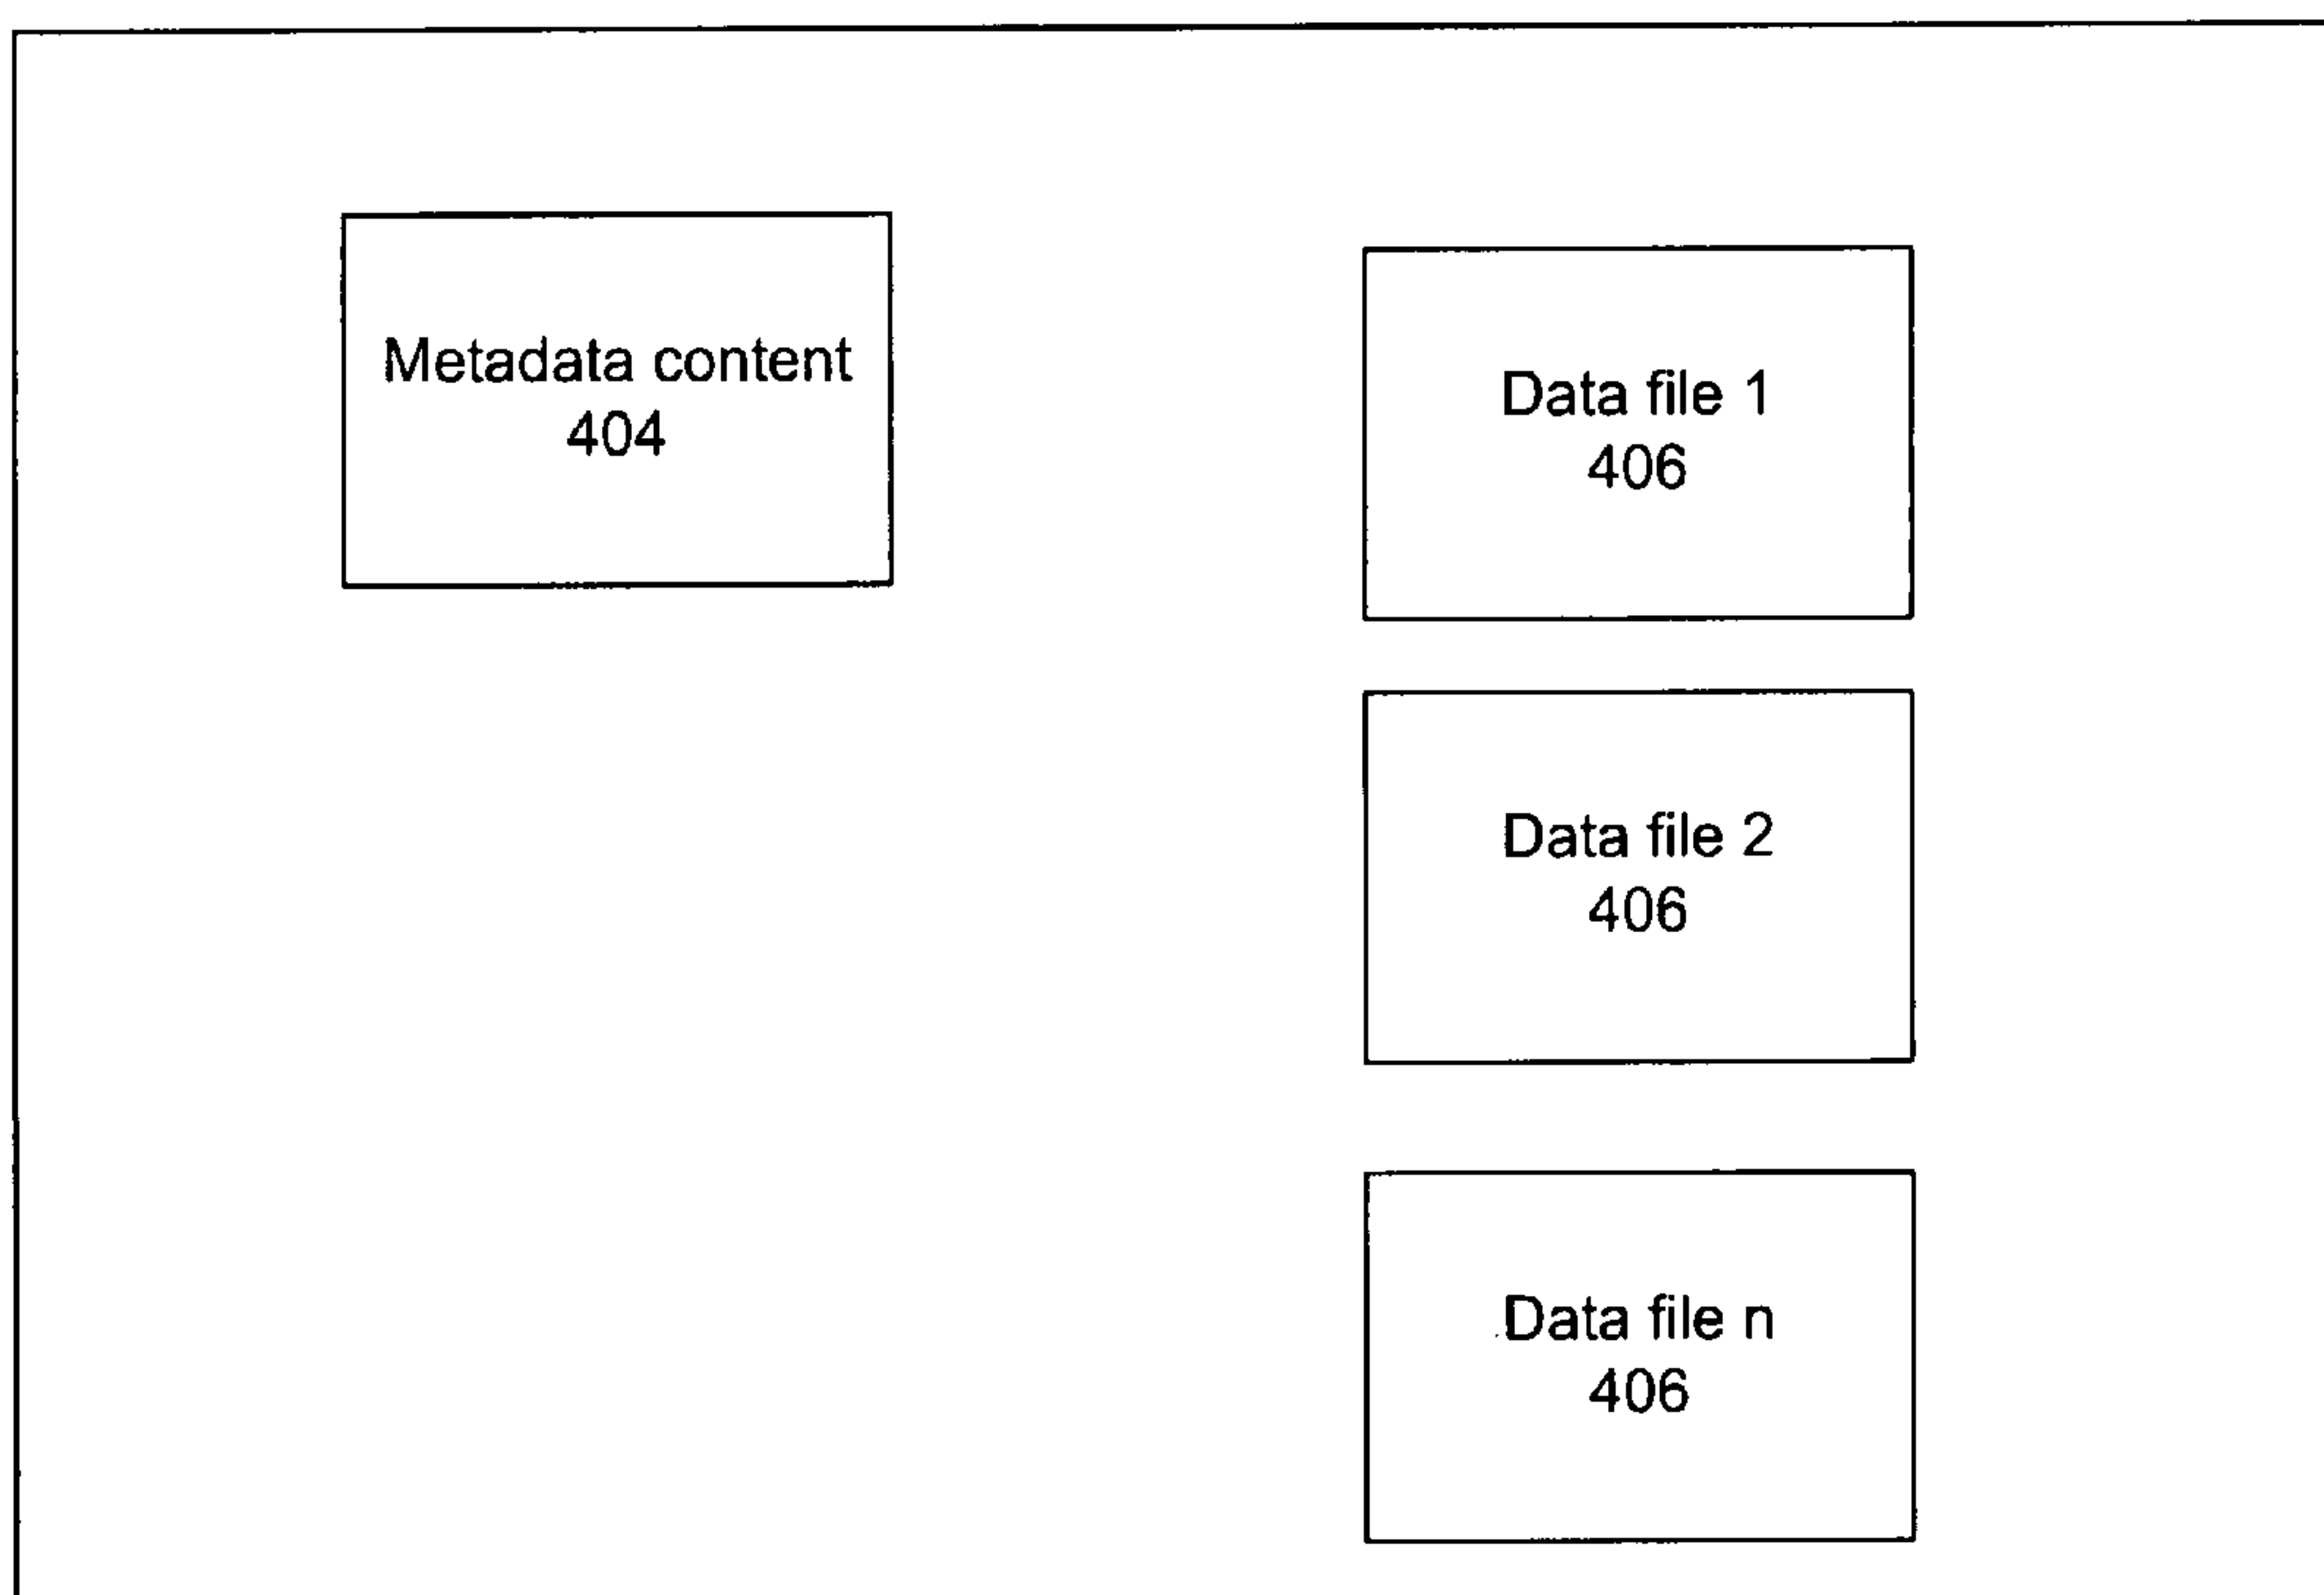 Metadata content
404
Data file 1
406
Data file 2
406
Data file n
406